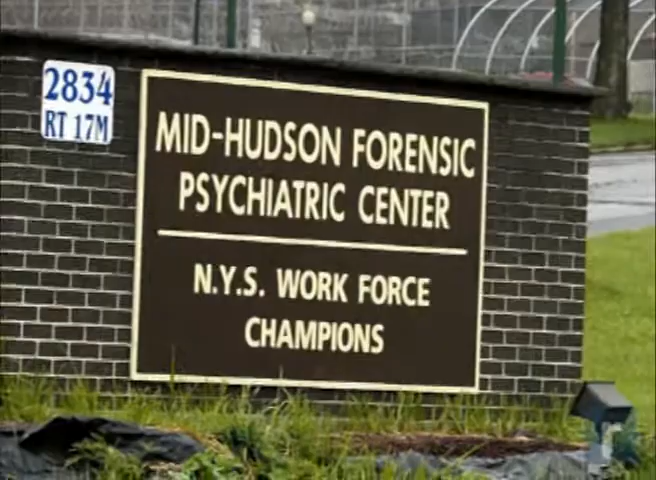 2834
RT 17M
MID-HUDSON FORENSIC
PSYCHIATRIC CENTER
N.Y.S. WORK FORCE
CHAMPIONS